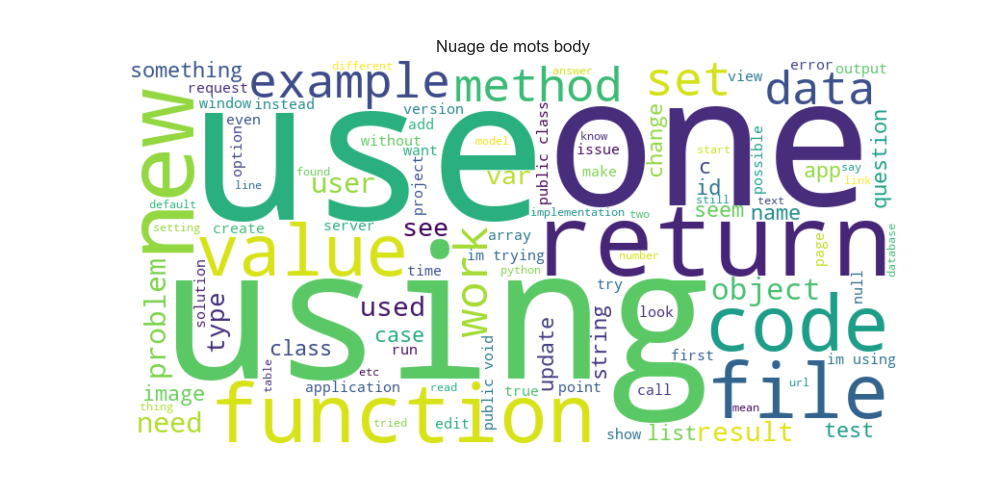 Nuage de mots body
something
different
answer
error
output
request
example
method
set
view
data
window
instead
version
even
use
one
add
public class
know
change
c
start
possible
app
say
question
option
without
want
model
issue
new
line
found
user
project
var
make
id
still
text
link
default
implementation
two
seem
name
setting
create
server
see
array
return
page
database
value
work
im trying
time
python
number
problem
solution
type
using
used
try
object
null
case
update
string
look
code
class
run
first
im using
table
etc
image
application
read
public void
true
point
call
file
url
thing
need
function
tried
edit
show
list
result
mean
test